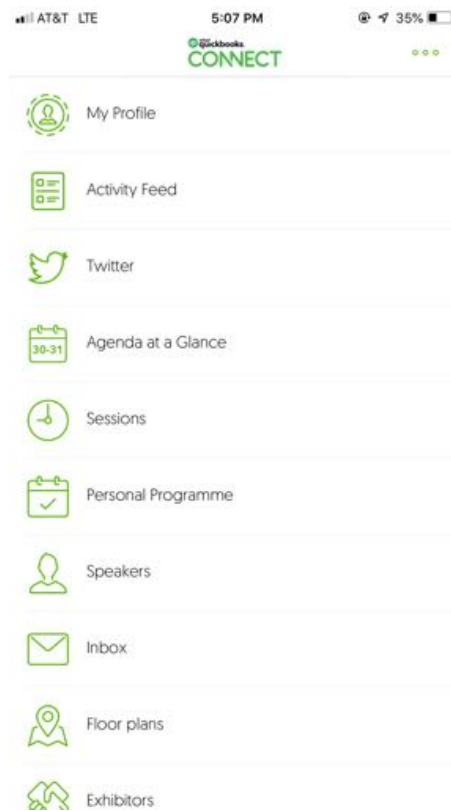 AT&T LTE 5:07 PM 35%
quickbooks.
CONNECT
My Profile
Activity Feed
Twitter
30-31
Agenda at a Glance
Sessions
Personal Programme
Speakers
Inbox
Floor plans
Exhibitors